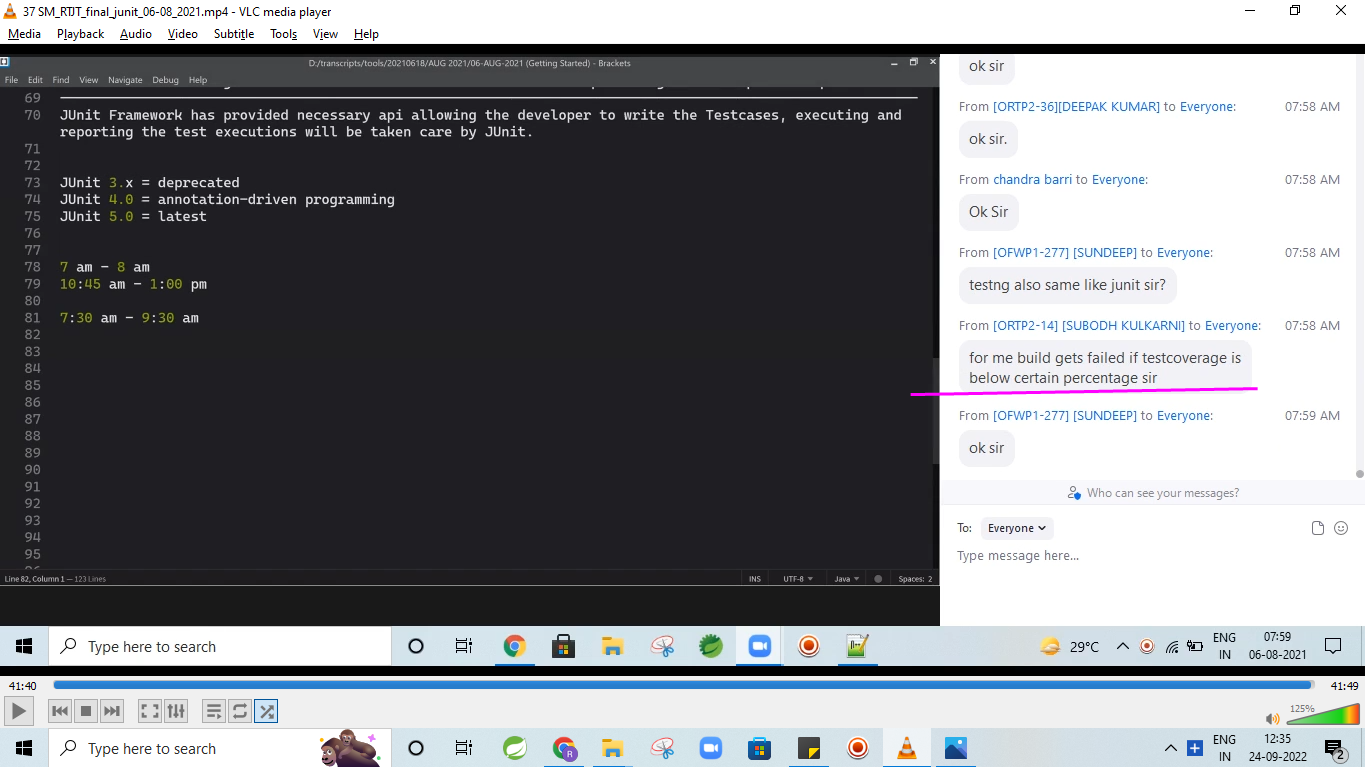 37 SM_RTJT_final_junit_06-08_2021.mp4 - VLC media player
Media Playback Audio Video Subtitle Tools View Help
D:/transcripts/tools/20210618/AUG 2021/06-AUG-2021 (Getting Started) - Brackets
File Edit Find View Navigate Debug Help
69
70 JUnit Framework has provided necessary api allowing the developer to write the Testcases, executing and
reporting the test executions will be taken care by JUnit.
71
72
73 JUnit 3.x = deprecated
74 JUnit 4.0 = annotation-driven programming
75 JUnit 5.0 = latest
76
77
78 7 am - 8 am
79 10:45 am - 1:00 pm
80
81 7:30 am - 9:30 am
82
83
84
85
86
87
88
89
90
91
92
93
94
95
Line 82, Column 1 — 123 Lines
INS UTF-8 Java Spaces: 2
ok sir
From [ORTP2-36][DEEPAK KUMAR] to Everyone: 07:58 AM
ok sir.
From chandra barri to Everyone: 07:58 AM
Ok Sir
From [OFWP1-277] [SUNDEEP] to Everyone: 07:58 AM
testng also same like junit sir?
From [ORTP2-14] [SUBODH KULKARNI] to Everyone: 07:58 AM
for me build gets failed if testcoverage is
below certain percentage sir
From [OFWP1-277] [SUNDEEP] to Everyone: 07:59 AM
ok sir
Who can see your messages?
To: Everyone
Type message here...
Type here to search
29°C
ENG
IN
07:59
06-08-2021
41:40
41:49
125%
Type here to search
R
ENG
IN
12:35
24-09-2022
2